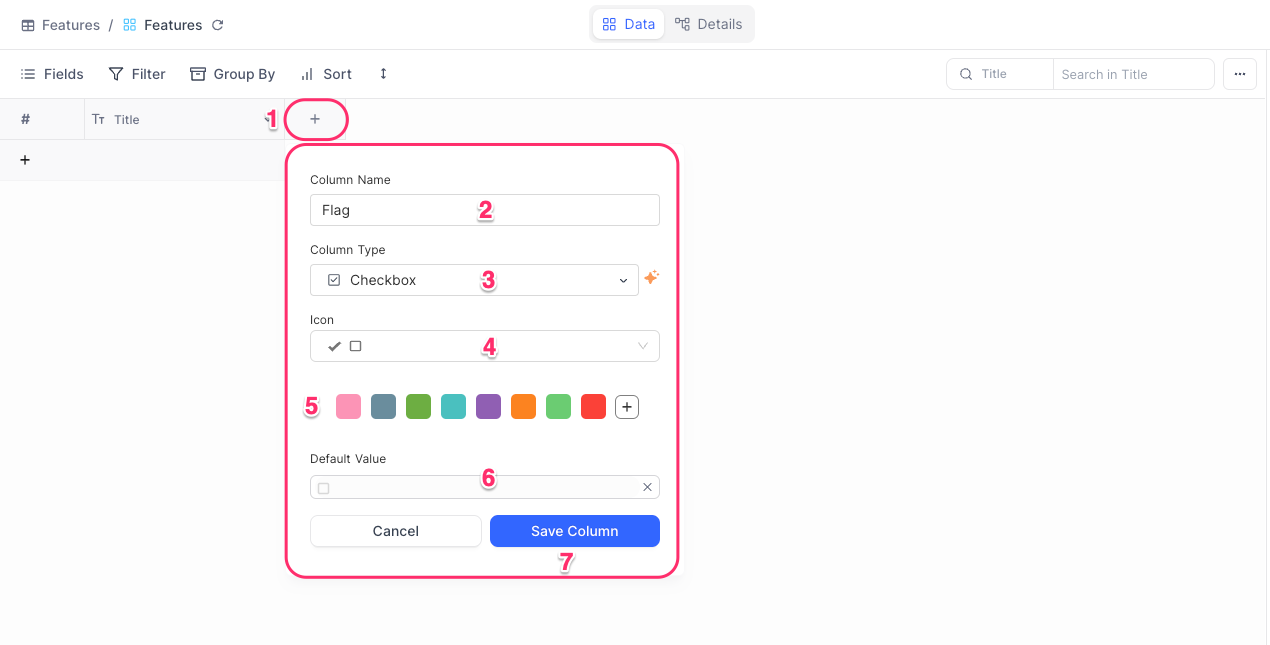 Features / Features
Data Details
Fields Filter Group By Sort
Title Search in Title
# Tт Title 1 +
+
Column Name
Flag 2
Column Type
Checkbox 3
Icon
4
5 +
Default Value
6
Cancel Save Column
7